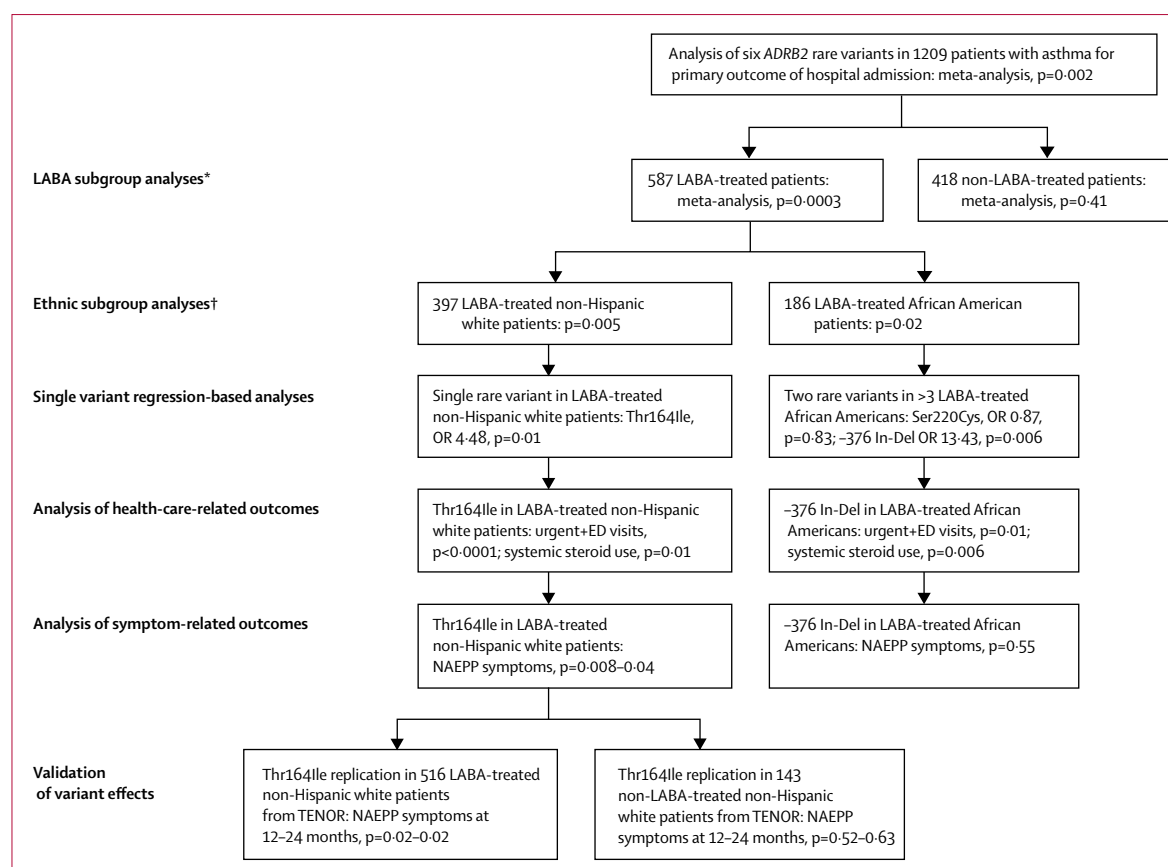 Analysis of six ADRB2 rare variants in 1209 patients with asthma for
primary outcome of hospital admission: meta-analysis, p=0·002
LABA subgroup analyses*
587 LABA-treated patients:
meta-analysis, p=0·0003
418 non-LABA-treated patients:
meta-analysis, p=0·41
Ethnic subgroup analyses†
397 LABA-treated non-Hispanic
white patients: p=0·005
186 LABA-treated African American
patients: p=0·02
Single variant regression-based analyses
Single rare variant in LABA-treated
non-Hispanic white patients: Thr164Ile,
OR 4·48, p=0·01
Two rare variants in >3 LABA-treated
African Americans: Ser220Cys, OR 0·87,
p=0·83; –376 In-Del OR 13·43, p=0·006
Analysis of health-care-related outcomes
Thr164Ile in LABA-treated non-Hispanic
white patients: urgent+ED visits,
p<0·0001; systemic steroid use, p=0·01
–376 In-Del in LABA-treated African
Americans: urgent+ED visits, p=0·01;
systemic steroid use, p=0·006
Analysis of symptom-related outcomes
Thr164Ile in LABA-treated
non-Hispanic white patients:
NAEPP symptoms, p=0·008–0·04
–376 In-Del in LABA-treated African
Americans: NAEPP symptoms, p=0·55
Validation
of variant effects
Thr164Ile replication in 516 LABA-treated
non-Hispanic white patients
from TENOR: NAEPP symptoms at
12–24 months, p=0·02–0·02
Thr164Ile replication in 143
non-LABA-treated non-Hispanic
white patients from TENOR: NAEPP
symptoms at 12–24 months, p=0·52–0·63